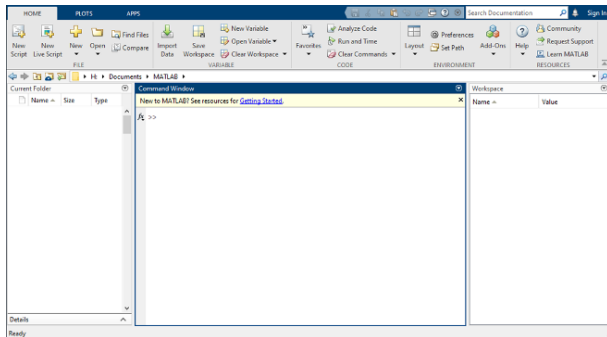 HOME PLOTS APPS Search Documentation Sign In
New Script New Live Script New Open Find Files Compare Import Data Save Workspace New Variable Open Variable Clear Workspace Favorites Analyze Code Run and Time Clear Commands Layout Preferences Set Path Add-Ons Help Community Request Support Learn MATLAB
FILE VARIABLE CODE ENVIRONMENT RESOURCES
H: Documents MATLAB
Current Folder Command Window Workspace
Name Size Type New to MATLAB? See resources for Getting Started. Name Value
fx >>
Details
Ready